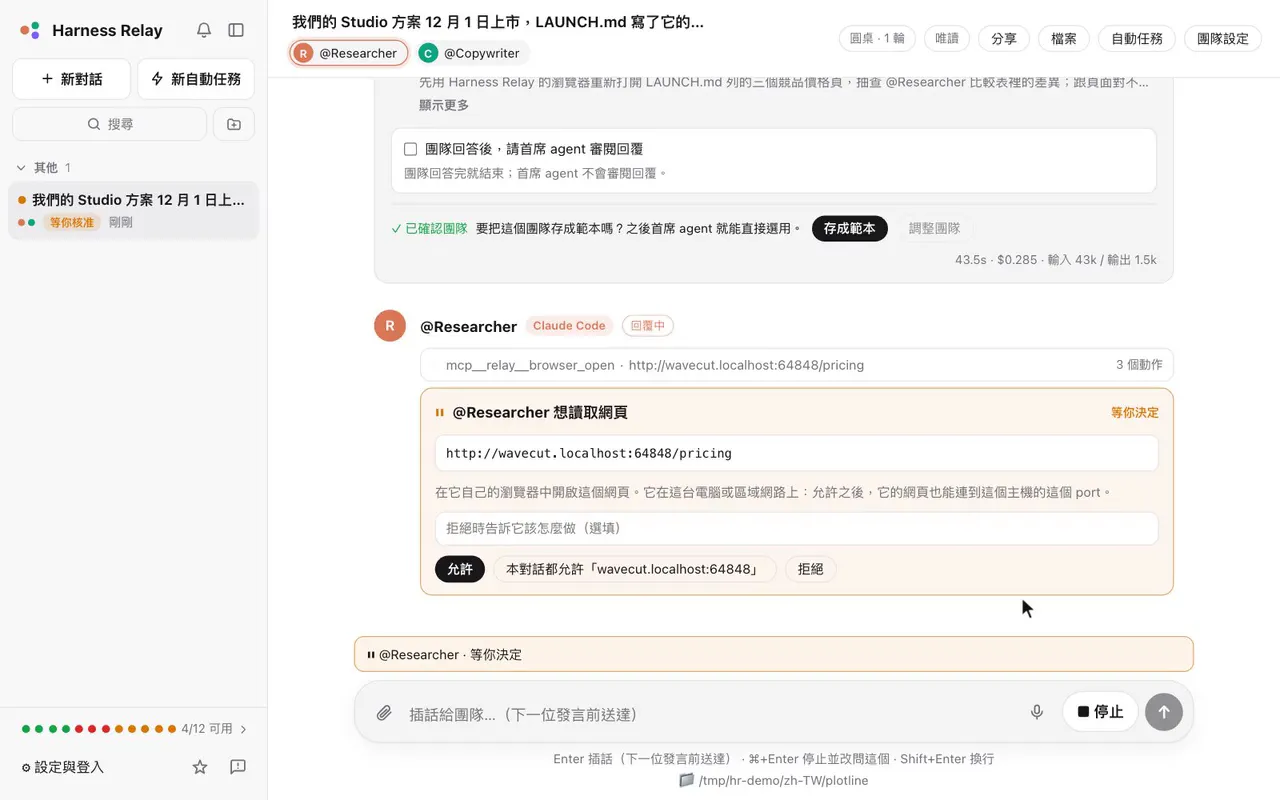 Harness Relay
+ 新對話
新自動任務
搜尋
其他 1
我們的 Studio 方案 12 月 1 日上...
等你核准 剛剛
4/12 可用
設定與登入
我們的 Studio 方案 12 月 1 日上市，LAUNCH.md 寫了它的...
R @Researcher
C @Copywriter
圓桌 · 1 輪
唯讀
分享
檔案
自動任務
團隊設定
先用 Harness Relay 的瀏覽器重新打開 LAUNCH.md 列的三個競品價格頁，抽查 @Researcher 比較表裡的差異；跟頁面對不...
顯示更多
團隊回答後，請首席 agent 審閱回覆
團隊回答完就結束；首席 agent 不會審閱回覆。
✓ 已確認團隊 要把這個團隊存成範本嗎？之後首席 agent 就能直接選用。 存成範本 調整團隊
43.5s · $0.285 · 輸入 43k / 輸出 1.5k
R @Researcher Claude Code 回覆中
mcp__relay__browser_open · http://wavecut.localhost:64848/pricing 3 個動作
@Researcher 想讀取網頁 等你決定
http://wavecut.localhost:64848/pricing
在它自己的瀏覽器中開啟這個網頁。它在這台電腦或區域網路上：允許之後，它的網頁也能連到這個主機的這個 port。
拒絕時告訴它該怎麼做（選填）
允許 本對話都允許「wavecut.localhost:64848」 拒絕
@Researcher · 等你決定
插話給團隊...（下一位發言前送達）
停止
Enter 插話（下一位發言前送達） · ⌘+Enter 停止並改問這個 · Shift+Enter 換行
/tmp/hr-demo/zh-TW/plotline